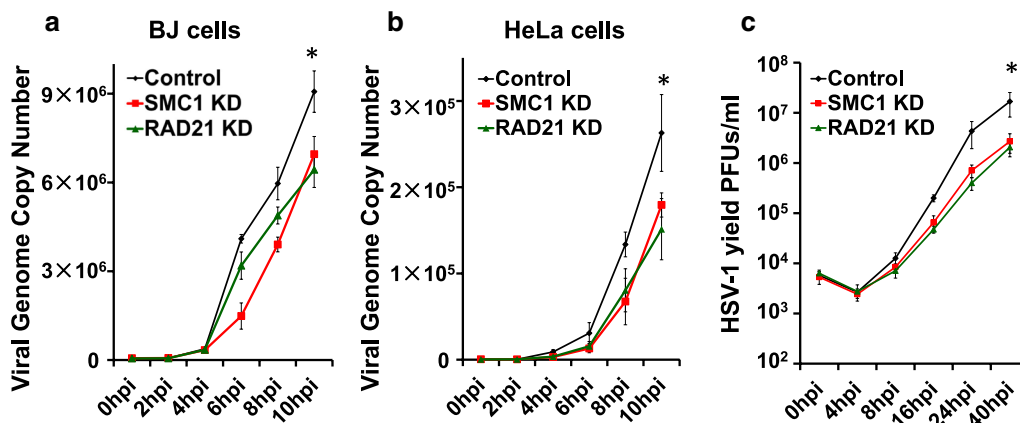 a
BJ cells
Viral Genome Copy Number
9×10⁶
6×10⁶
3×10⁶
0
Control
SMC1 KD
RAD21 KD
*
0hpi
2hpi
4hpi
6hpi
8hpi
10hpi
b
HeLa cells
Viral Genome Copy Number
3×10⁵
2×10⁵
1×10⁵
0
Control
SMC1 KD
RAD21 KD
*
0hpi
2hpi
4hpi
6hpi
8hpi
10hpi
c
HSV-1 yield PFUs/ml
10⁸
10⁷
10⁶
10⁵
10⁴
10³
10²
Control
SMC1 KD
RAD21 KD
*
0hpi
4hpi
8hpi
16hpi
24hpi
40hpi